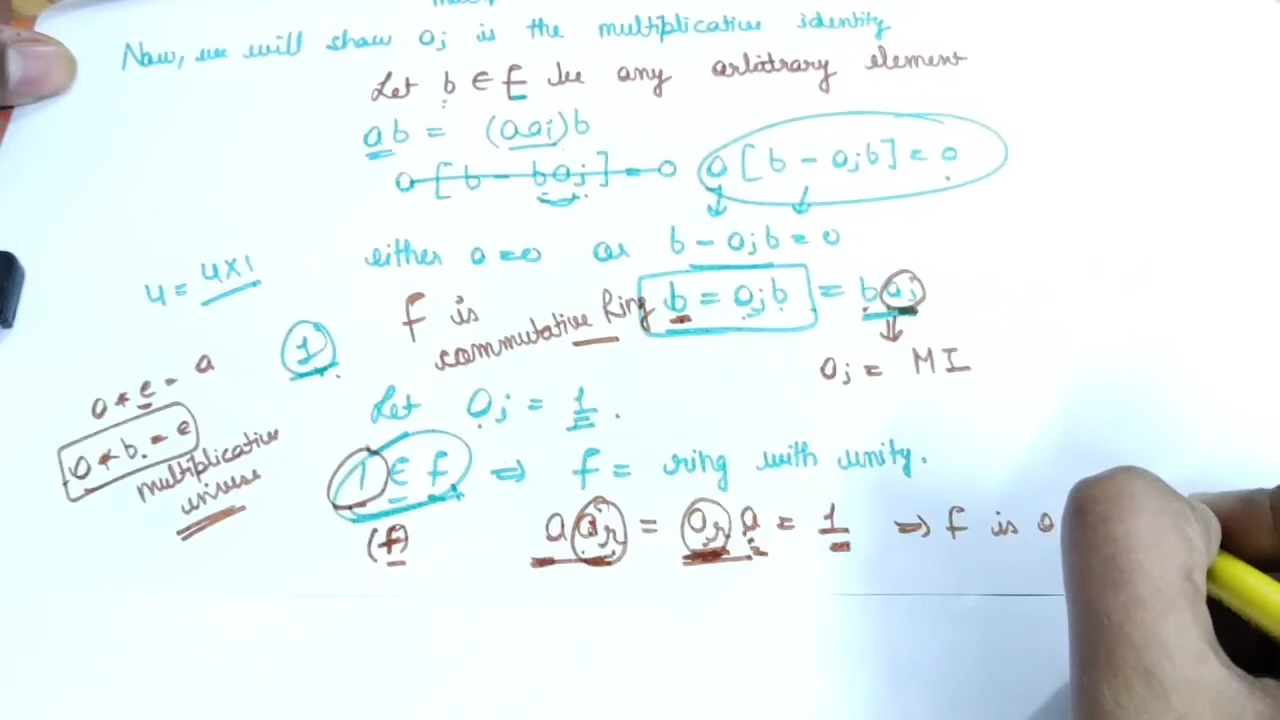 Now, we will show aj is the multiplicative identity
Let b ∈ F be any arbitrary element
ab = (aaj)b
a[b - baj] = 0 a[b - ajb] = 0
either a = 0 or b - ajb = 0
4 = 4×1
F is commutative Ring b = ajb = baj
1
aj = MI
a * e = a
a * b = e
multiplicative inverse
Let aj = 1.
1 ∈ F ⇒ F = ring with unity.
(F)
a ar = ar a = 1 ⇒ F is a